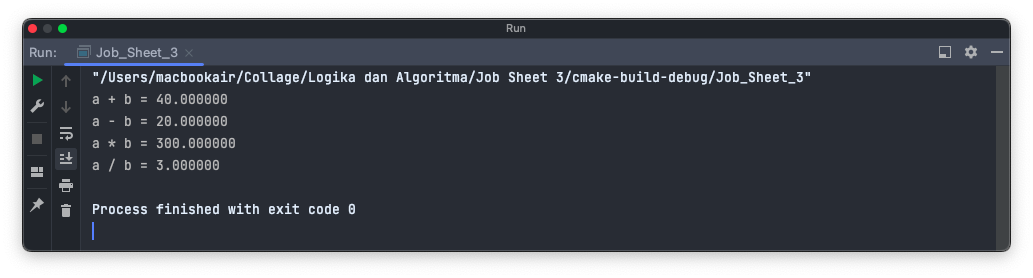 Run
Run: Job_Sheet_3
"/Users/macbookair/Collage/Logika dan Algoritma/Job Sheet 3/cmake-build-debug/Job_Sheet_3"
a + b = 40.000000
a - b = 20.000000
a * b = 300.000000
a / b = 3.000000
Process finished with exit code 0